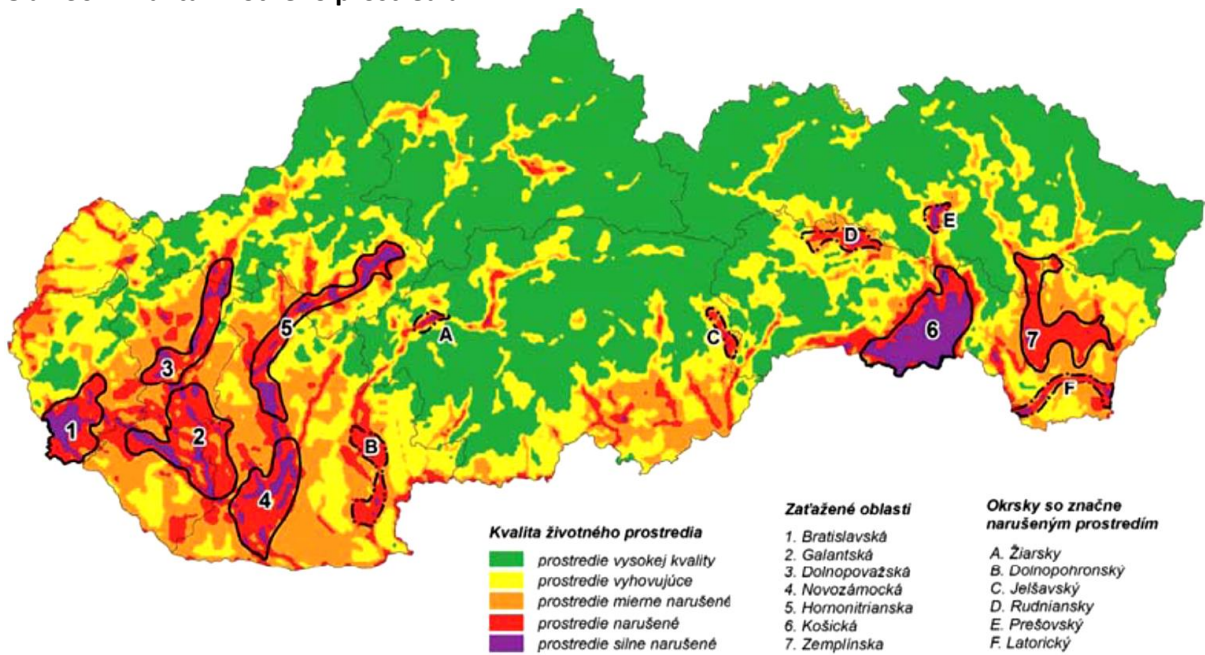 E
D
A
5
C
6
7
3
F
1
2
B
4
Kvalita životného prostredia
prostredie vysokej kvality
prostredie vyhovujúce
prostredie mierne narušené
prostredie narušené
prostredie silne narušené
Zaťažené oblasti
1. Bratislavská
2. Galantská
3. Dolnopovažská
4. Novozámocká
5. Hornonitrianska
6. Košická
7. Zemplínska
Okrsky so značne
narušeným prostredím
A. Žiarsky
B. Dolnopohronský
C. Jelšavský
D. Rudniansky
E. Prešovský
F. Latorický